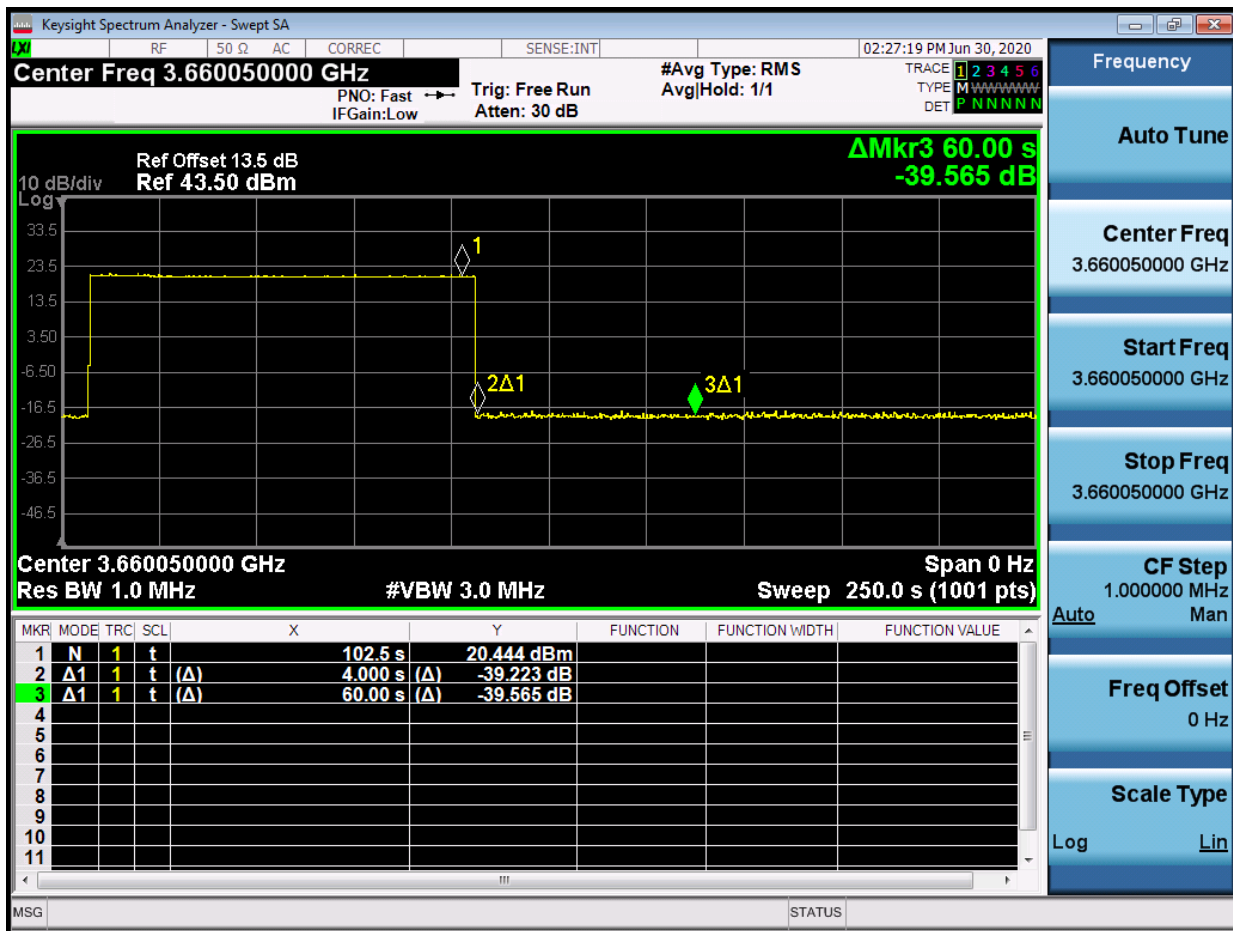 Keysight Spectrum Analyzer - Swept SA
LXI RF 50 Ω AC CORREC SENSE:INT 02:27:19 PM Jun 30, 2020
Center Freq 3.660050000 GHz
PNO: Fast
IFGain:Low
Trig: Free Run
Atten: 30 dB
#Avg Type: RMS
Avg|Hold: 1/1
TRACE 1 2 3 4 5 6
TYPE M WWWWW
DET P N N N N N
Ref Offset 13.5 dB
Ref 43.50 dBm
10 dB/div
Log
ΔMkr3 60.00 s
-39.565 dB
33.5
23.5
13.5
3.50
-6.50
-16.5
-26.5
-36.5
-46.5
1
2Δ1
3Δ1
Center 3.660050000 GHz Span 0 Hz
Res BW 1.0 MHz #VBW 3.0 MHz Sweep 250.0 s (1001 pts)
MKR MODE TRC SCL X Y FUNCTION FUNCTION WIDTH FUNCTION VALUE
1 N 1 t 102.5 s 20.444 dBm
2 Δ1 1 t (Δ) 4.000 s (Δ) -39.223 dB
3 Δ1 1 t (Δ) 60.00 s (Δ) -39.565 dB
4
5
6
7
8
9
10
11
MSG STATUS
Frequency
Auto Tune
Center Freq
3.660050000 GHz
Start Freq
3.660050000 GHz
Stop Freq
3.660050000 GHz
CF Step
1.000000 MHz
Auto Man
Freq Offset
0 Hz
Scale Type
Log Lin